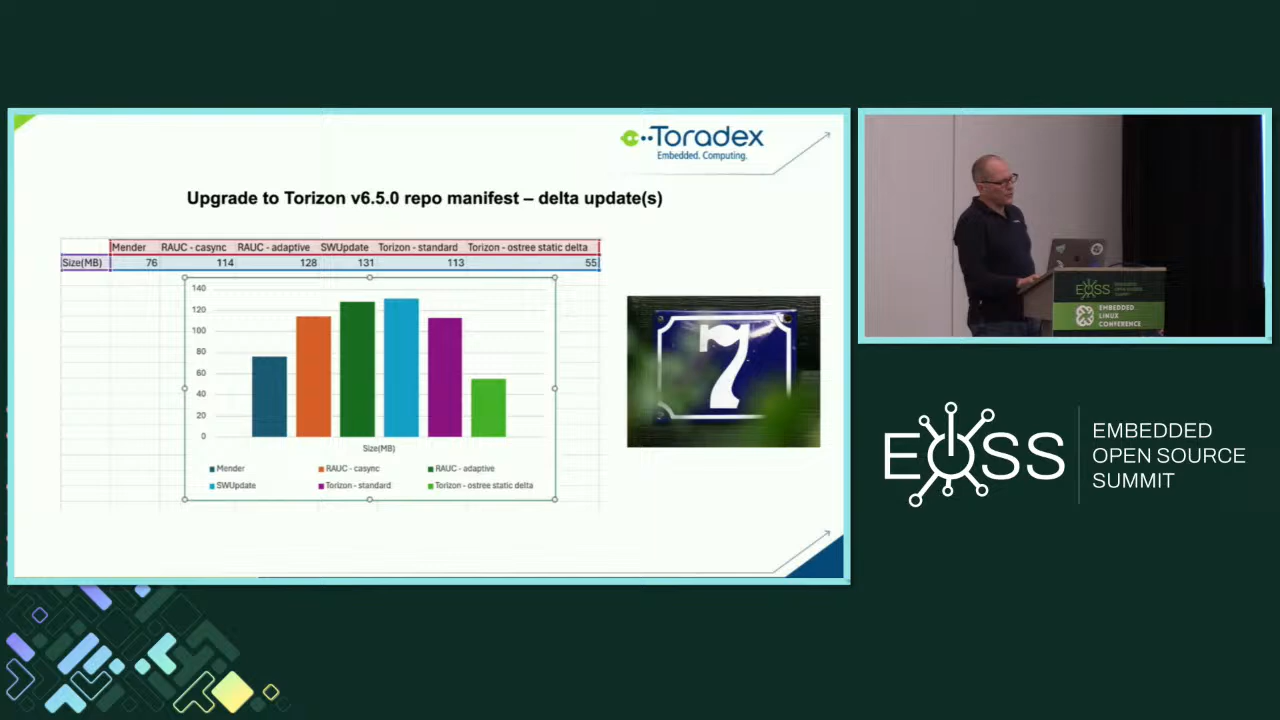 Toradex
Embedded. Computing.
Upgrade to Torizon v6.5.0 repo manifest – delta update(s)
Mender RAUC - casync RAUC - adaptive SWUpdate Torizon - standard Torizon - ostree static delta
Size(MB) 76 114 128 131 113 55
140
120
100
80
60
40
20
0
Size(MB)
Mender RAUC - casync RAUC - adaptive
SWUpdate Torizon - standard Torizon - ostree static delta
7
EOSS
EMBEDDED
LINUX
CONFERENCE
EOSS
EMBEDDED
OPEN SOURCE
SUMMIT